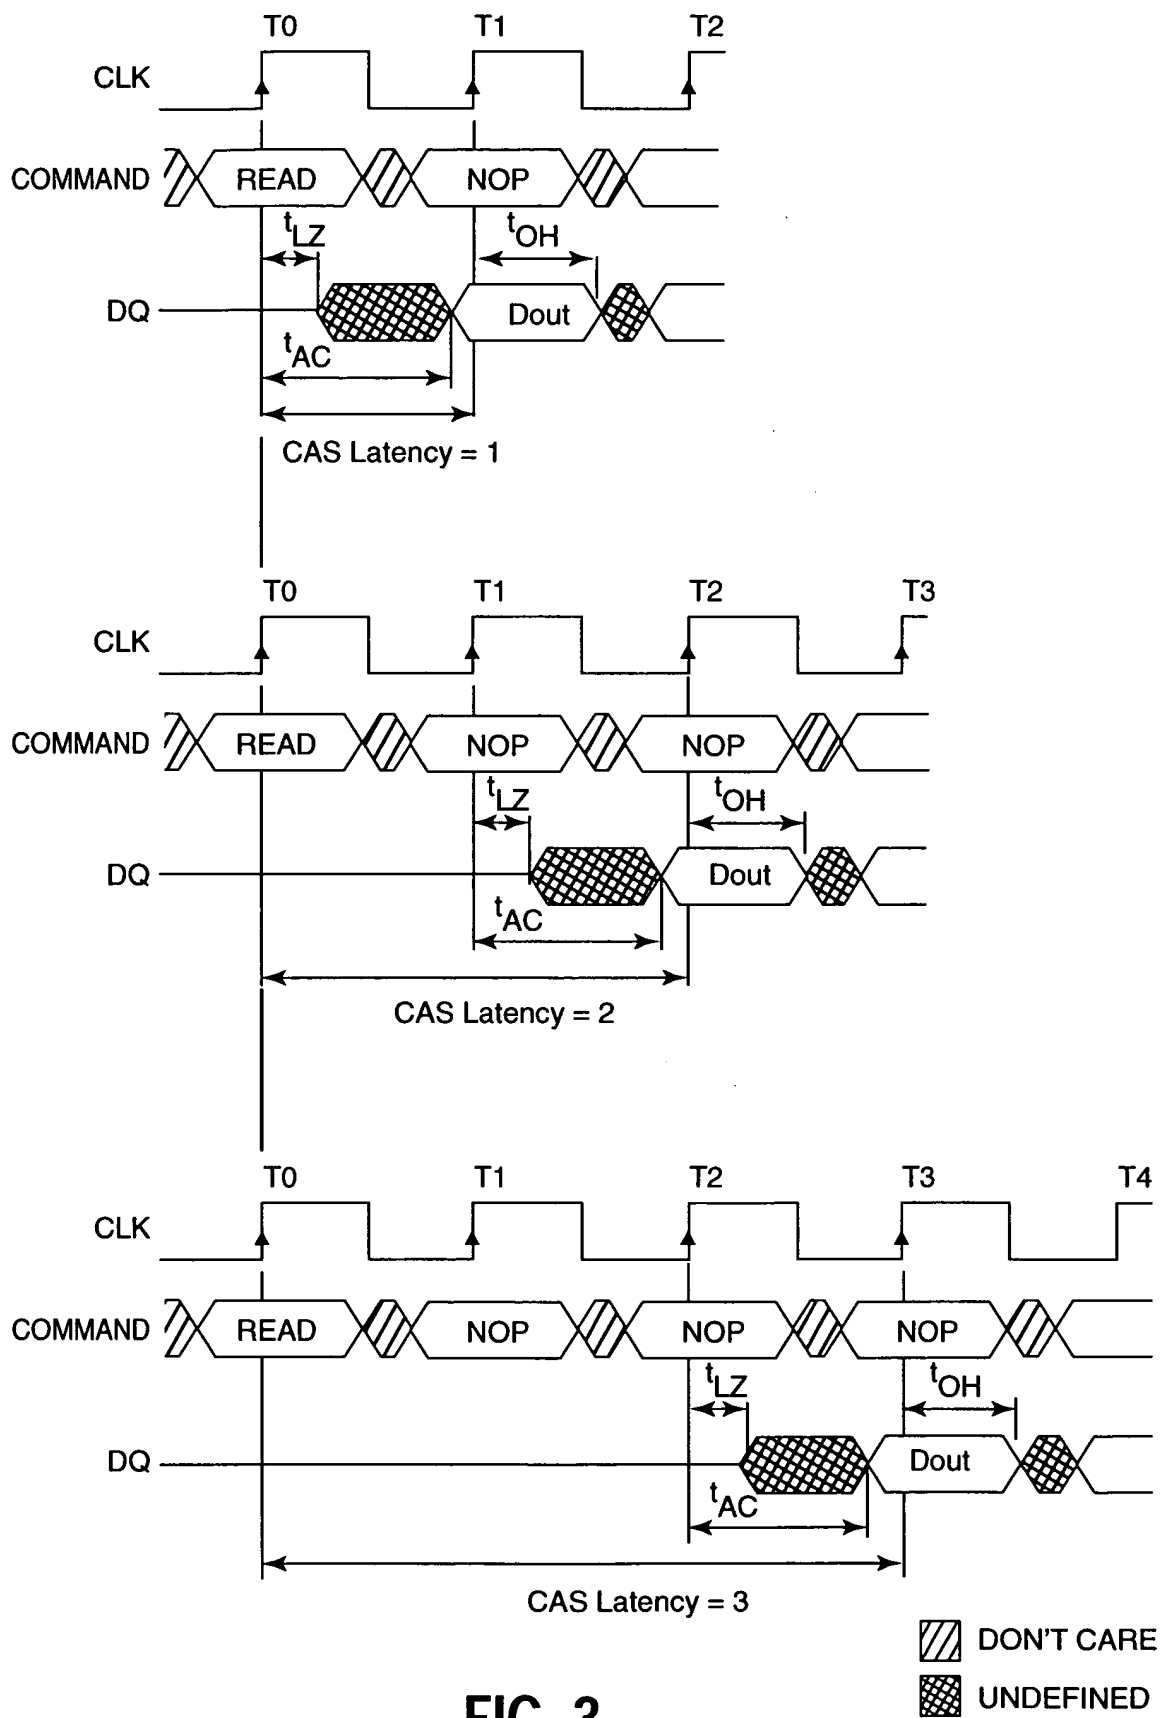 T0 T1 T2
CLK
COMMAND READ NOP
tLZ tOH
DQ Dout
tAC
CAS Latency = 1
T0 T1 T2 T3
CLK
COMMAND READ NOP NOP
tLZ tOH
DQ Dout
tAC
CAS Latency = 2
T0 T1 T2 T3 T4
CLK
COMMAND READ NOP NOP NOP
tLZ tOH
DQ Dout
tAC
CAS Latency = 3
DON'T CARE
UNDEFINED
FIG.